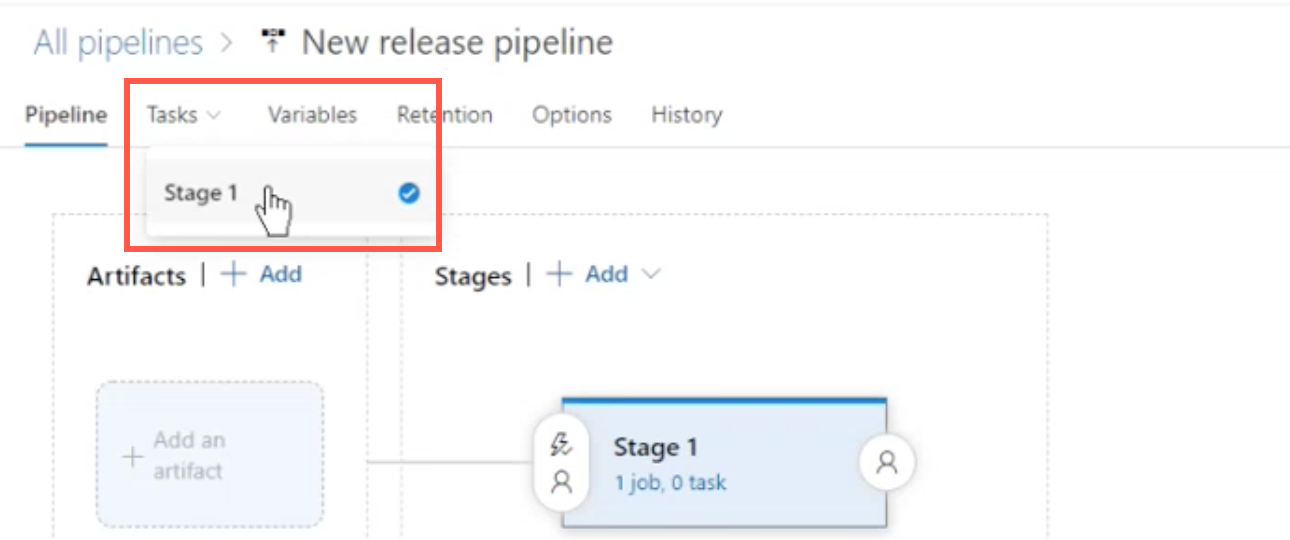 All pipelines > New release pipeline
Pipeline Tasks Variables Retention Options History
Stage 1
Artifacts | + Add
Stages | + Add
+ Add an
artifact
Stage 1
1 job, 0 task